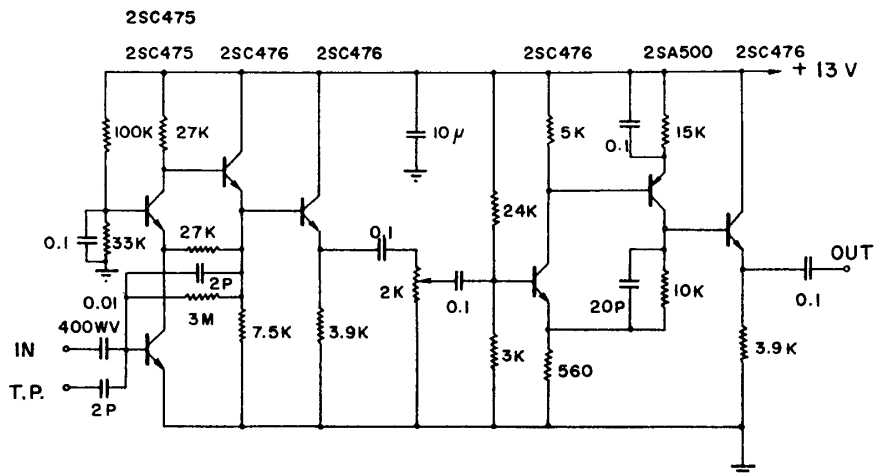 2SC475
2SC475 2SC476 2SC476 2SC476 2SA500 2SC476
+ 13 V
100K 27K 10 μ 5K 0.1 15K
24K
0.1 33K 27K 0.1 OUT
2P 2K 0.1 20P 10K 0.1
0.01 3M
400WV 7.5K 3.9K 3K 560 3.9K
IN
T.P.
2P